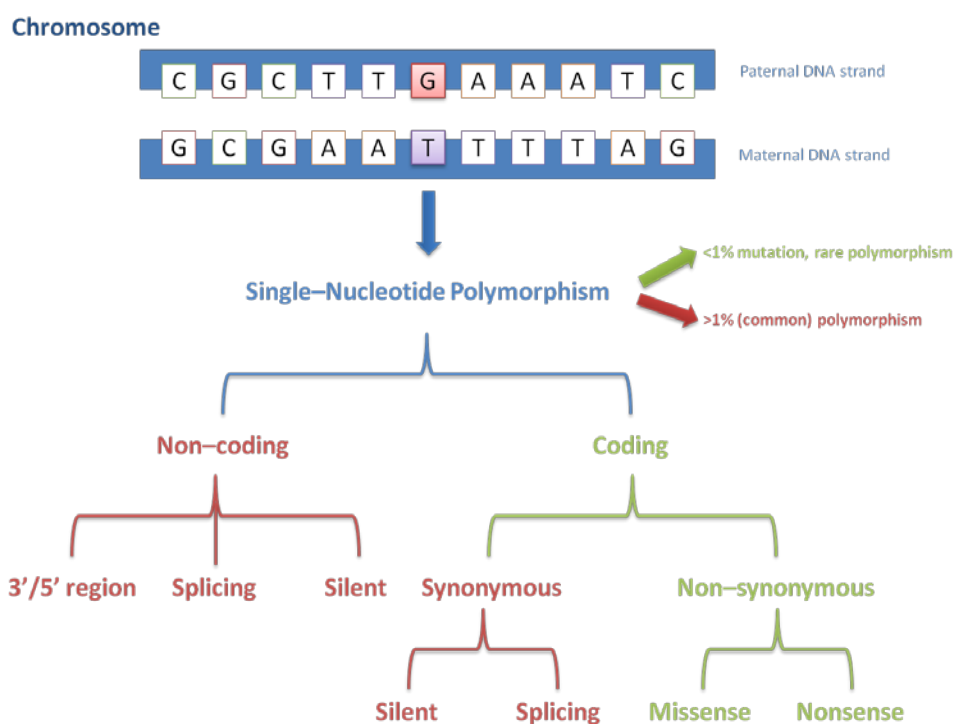 Chromosome
C G C T T G A A A T C
Paternal DNA strand
G C G A A T T T T A G
Maternal DNA strand
<1% mutation, rare polymorphism
Single–Nucleotide Polymorphism
>1% (common) polymorphism
Non–coding
Coding
3’/5’ region
Splicing
Silent
Synonymous
Non–synonymous
Silent
Splicing
Missense
Nonsense